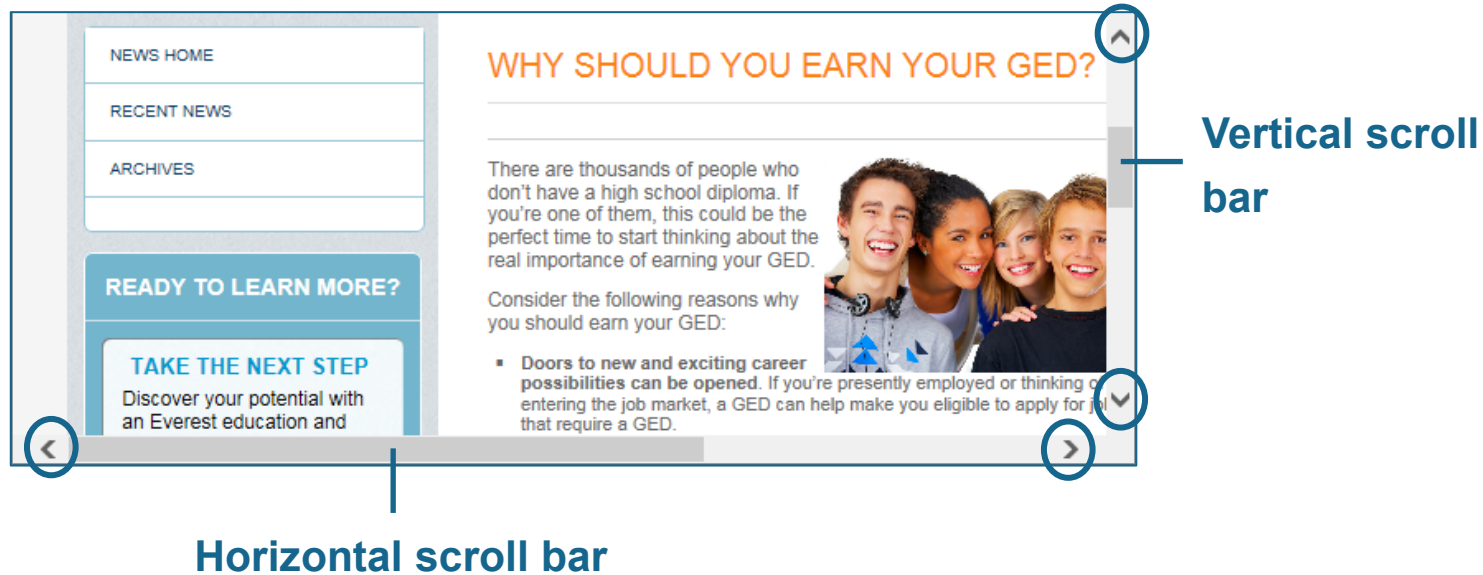 NEWS HOME
RECENT NEWS
ARCHIVES
READY TO LEARN MORE?
TAKE THE NEXT STEP
Discover your potential with
an Everest education and
WHY SHOULD YOU EARN YOUR GED?
There are thousands of people who
don't have a high school diploma. If
you're one of them, this could be the
perfect time to start thinking about the
real importance of earning your GED.
Consider the following reasons why
you should earn your GED:
▪ Doors to new and exciting career
possibilities can be opened. If you're presently employed or thinking
entering the job market, a GED can help make you eligible to apply for
that require a GED.
Vertical scroll
bar
Horizontal scroll bar